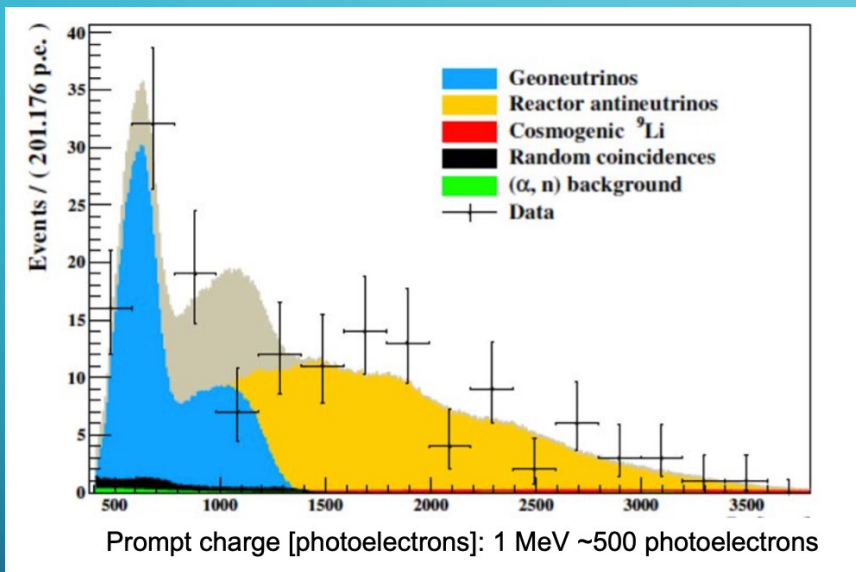 Events / ( 201.176 p.e. )
40
35
30
25
20
15
10
5
0
Geoneutrinos
Reactor antineutrinos
Cosmogenic ⁹Li
Random coincidences
(α, n) background
Data
500 1000 1500 2000 2500 3000 3500
Prompt charge [photoelectrons]: 1 MeV ~500 photoelectrons